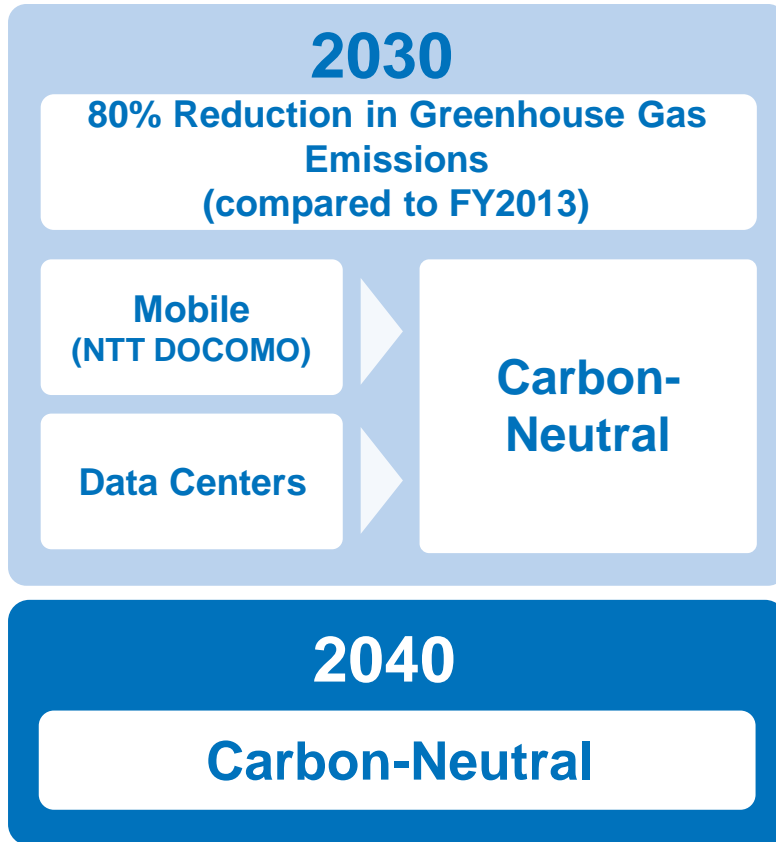 2030
80% Reduction in Greenhouse Gas
Emissions
(compared to FY2013)
Mobile
(NTT DOCOMO)
Carbon-
Neutral
Data Centers
2040
Carbon-Neutral